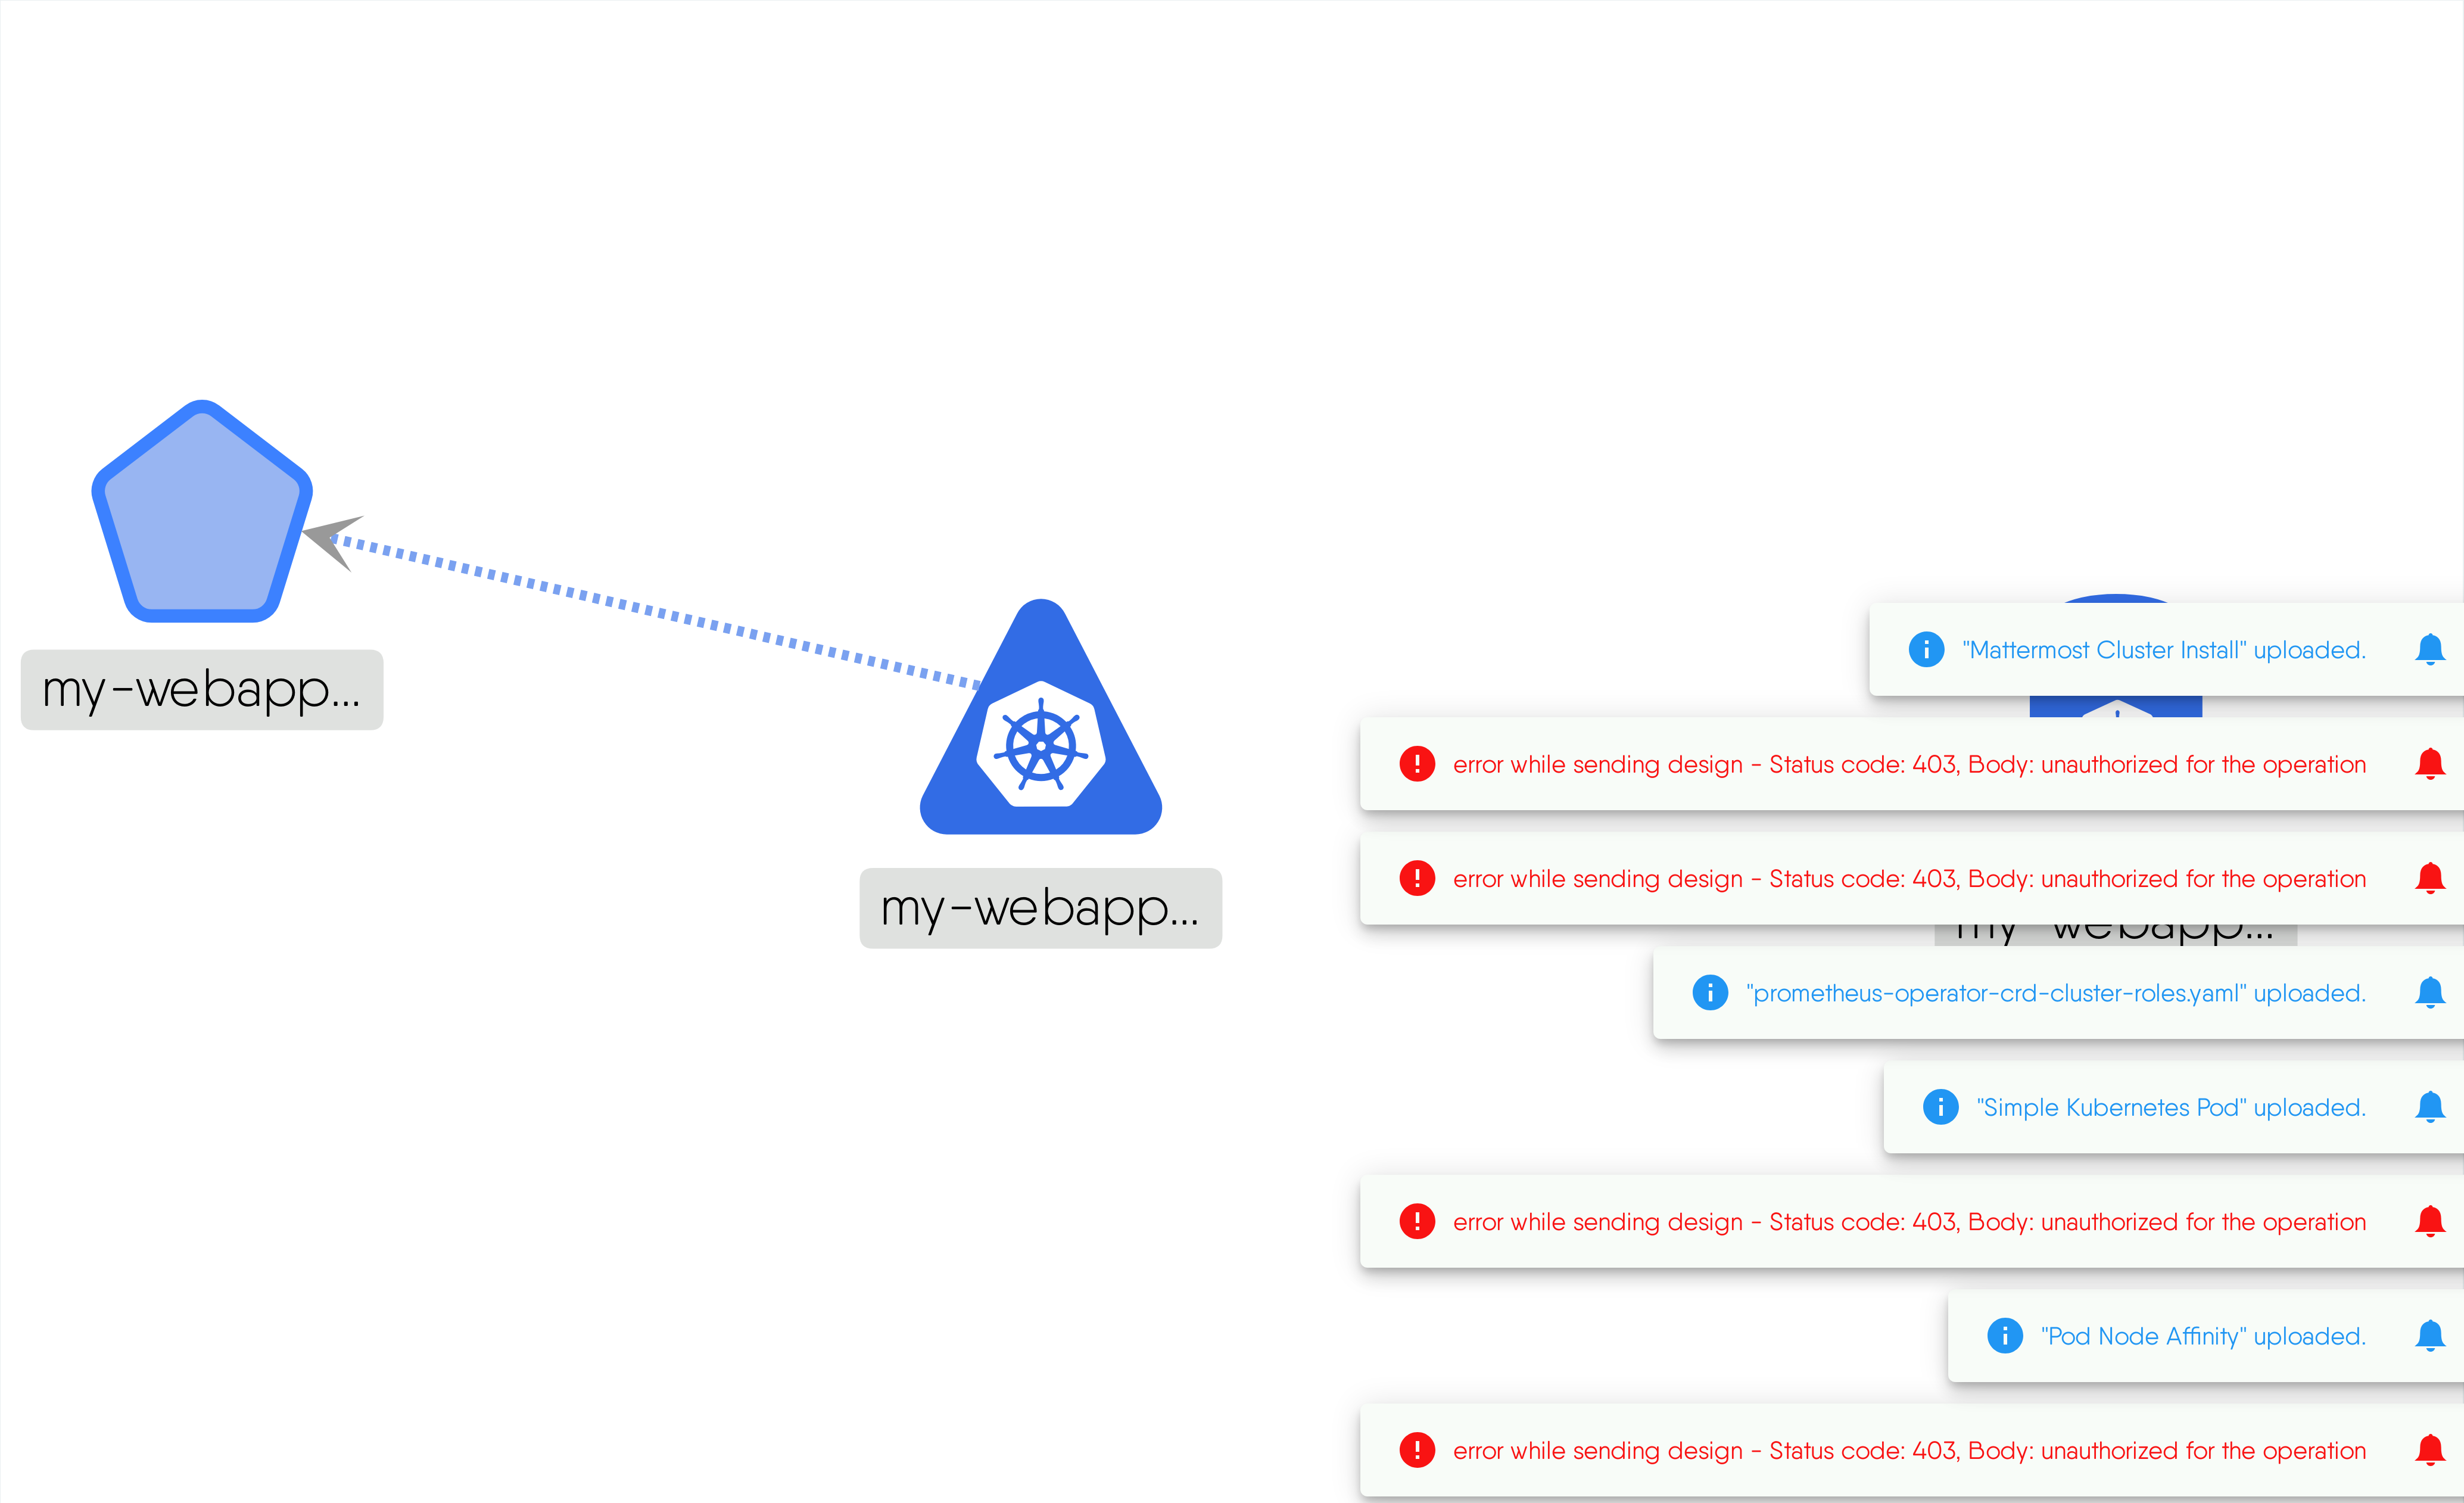 my-webapp...
my-webapp...
"Mattermost Cluster Install" uploaded.
error while sending design - Status code: 403, Body: unauthorized for the operation
error while sending design - Status code: 403, Body: unauthorized for the operation
my-webapp...
"prometheus-operator-crd-cluster-roles.yaml" uploaded.
"Simple Kubernetes Pod" uploaded.
error while sending design - Status code: 403, Body: unauthorized for the operation
"Pod Node Affinity" uploaded.
error while sending design - Status code: 403, Body: unauthorized for the operation